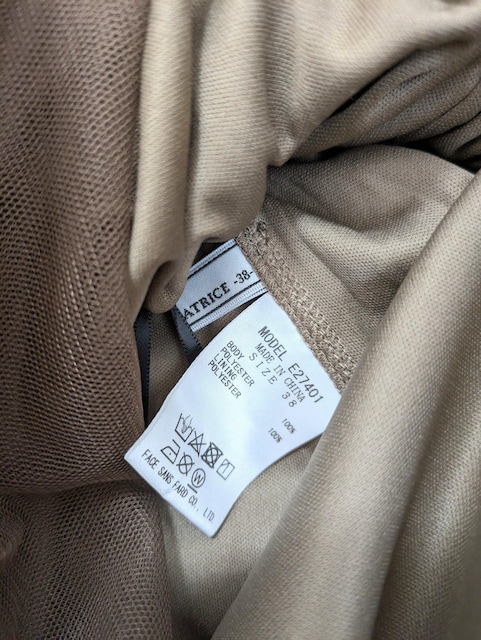 ATRICE -38-
MODEL E27401
MADE IN CHINA
SIZE 38
BODY
POLYESTER 100%
LINING
POLYESTER 100%
W
FACE SANS FARD CO., LTD.